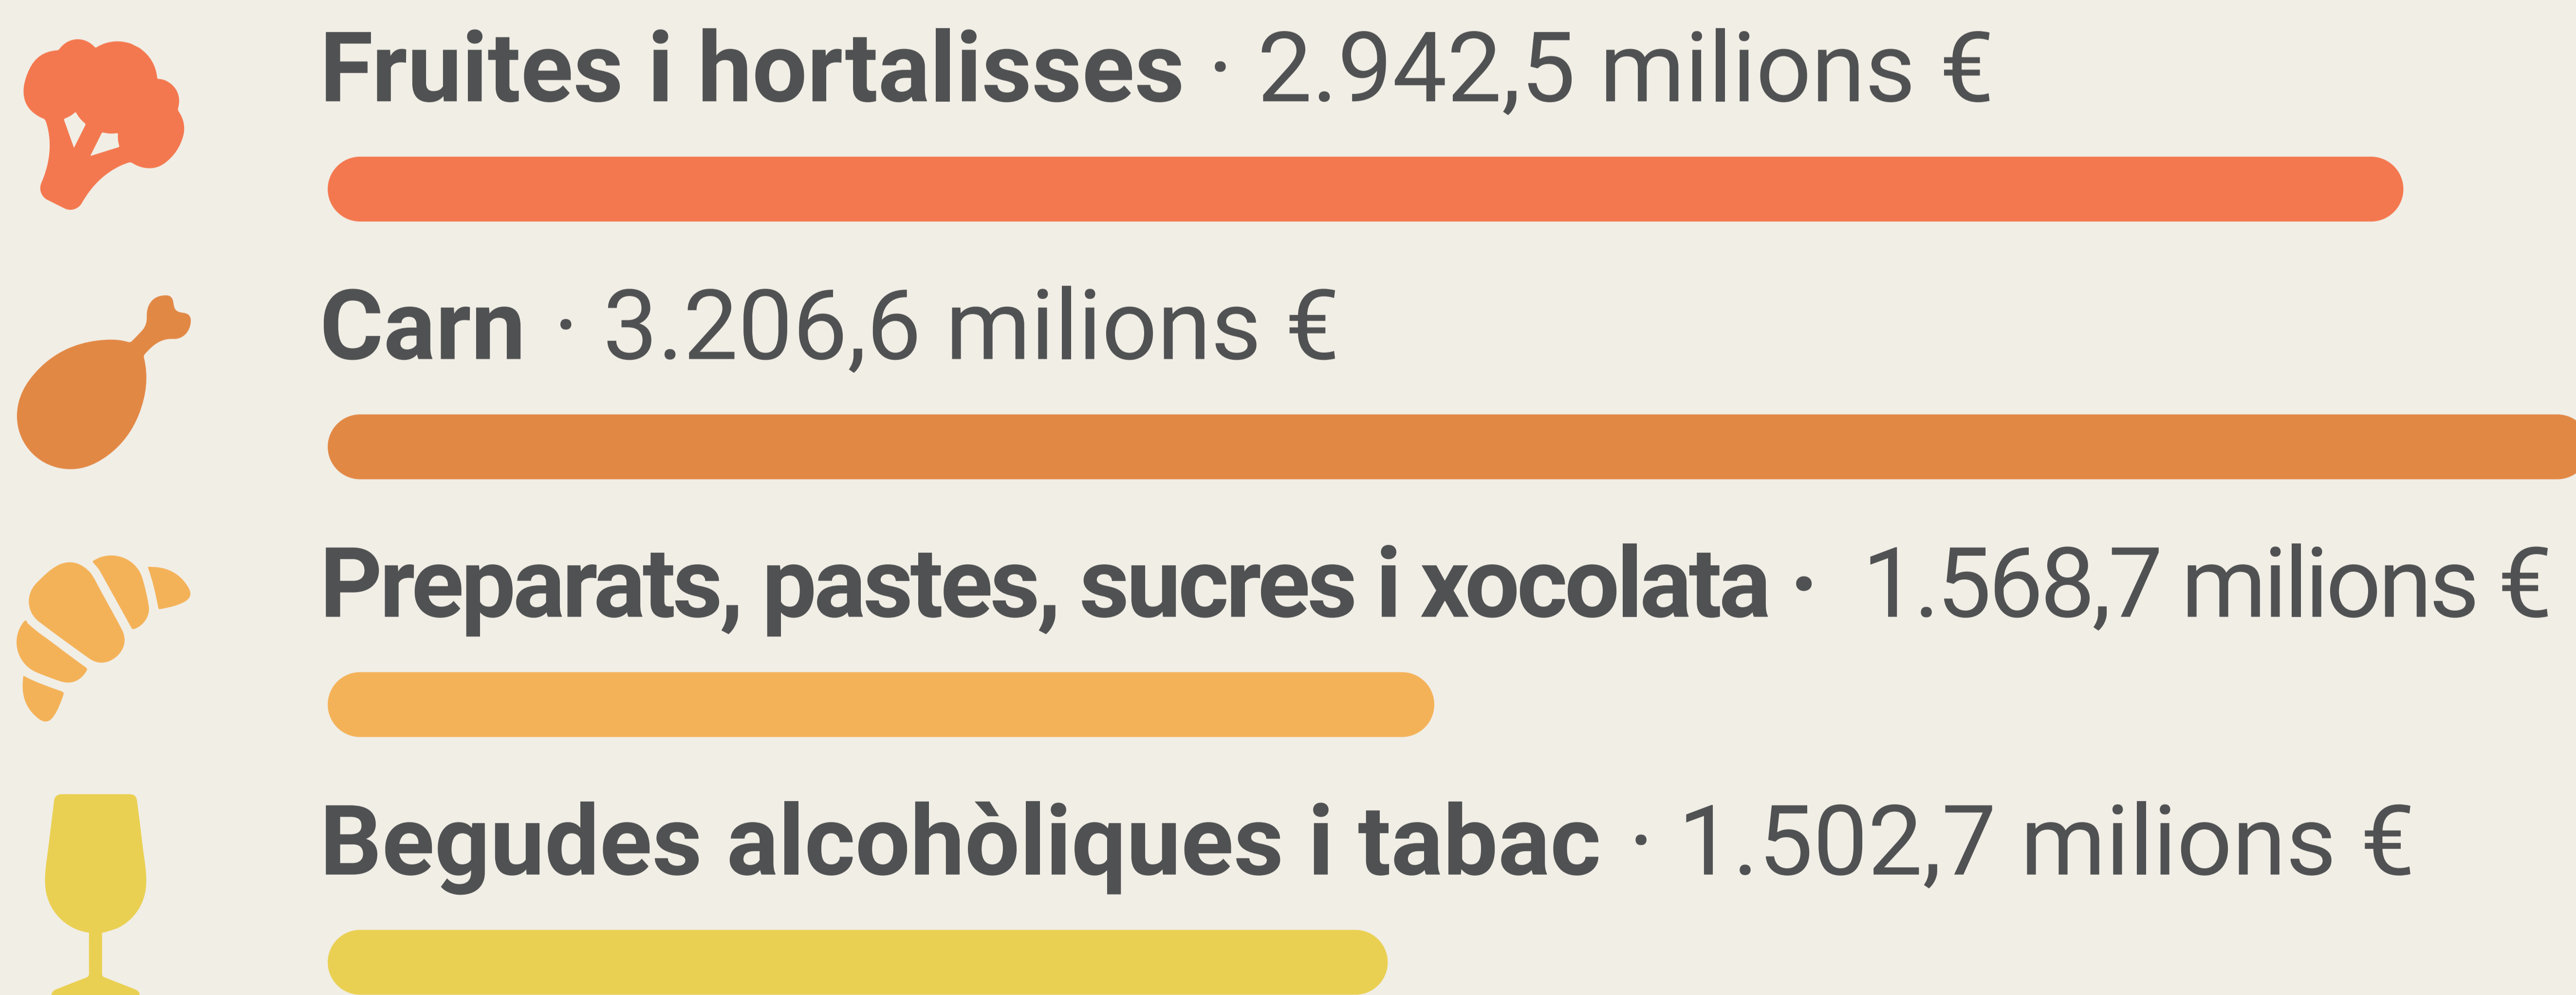 Fruites i hortalisses · 2.942,5 milions €
Carn · 3.206,6 milions €
Preparats, pastes, sucres i xocolata · 1.568,7 milions €
Begudes alcohòliques i tabac · 1.502,7 milions €